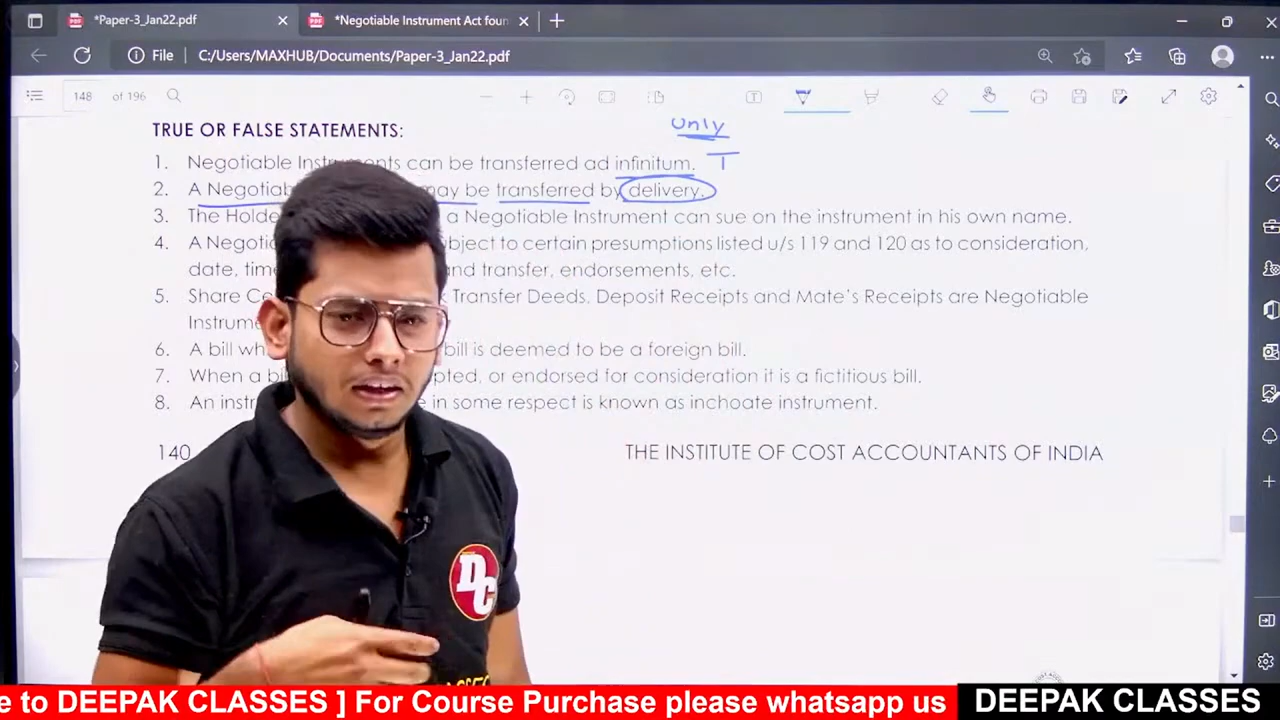 *Paper-3_Jan22.pdf
*Negotiable Instrument Act foun
File C:/Users/MAXHUB/Documents/Paper-3_Jan22.pdf
148 of 196
only
TRUE OR FALSE STATEMENTS:
1. Negotiable Instruments can be transferred ad infinitum. T
2. A Negotiab may be transferred by delivery.
3. The Holde a Negotiable Instrument can sue on the instrument in his own name.
4. A Negotia bject to certain presumptions listed u/s 119 and 120 as to consideration,
date, time and transfer, endorsements, etc.
5. Share Ce Transfer Deeds, Deposit Receipts and Mate's Receipts are Negotiable
Instrume
6. A bill wh bill is deemed to be a foreign bill.
7. When a bil pted, or endorsed for consideration it is a fictitious bill.
8. An instr e in some respect is known as inchoate instrument.
140 THE INSTITUTE OF COST ACCOUNTANTS OF INDIA
DC
e to DEEPAK CLASSES ] For Course Purchase please whatsapp us
DEEPAK CLASSES